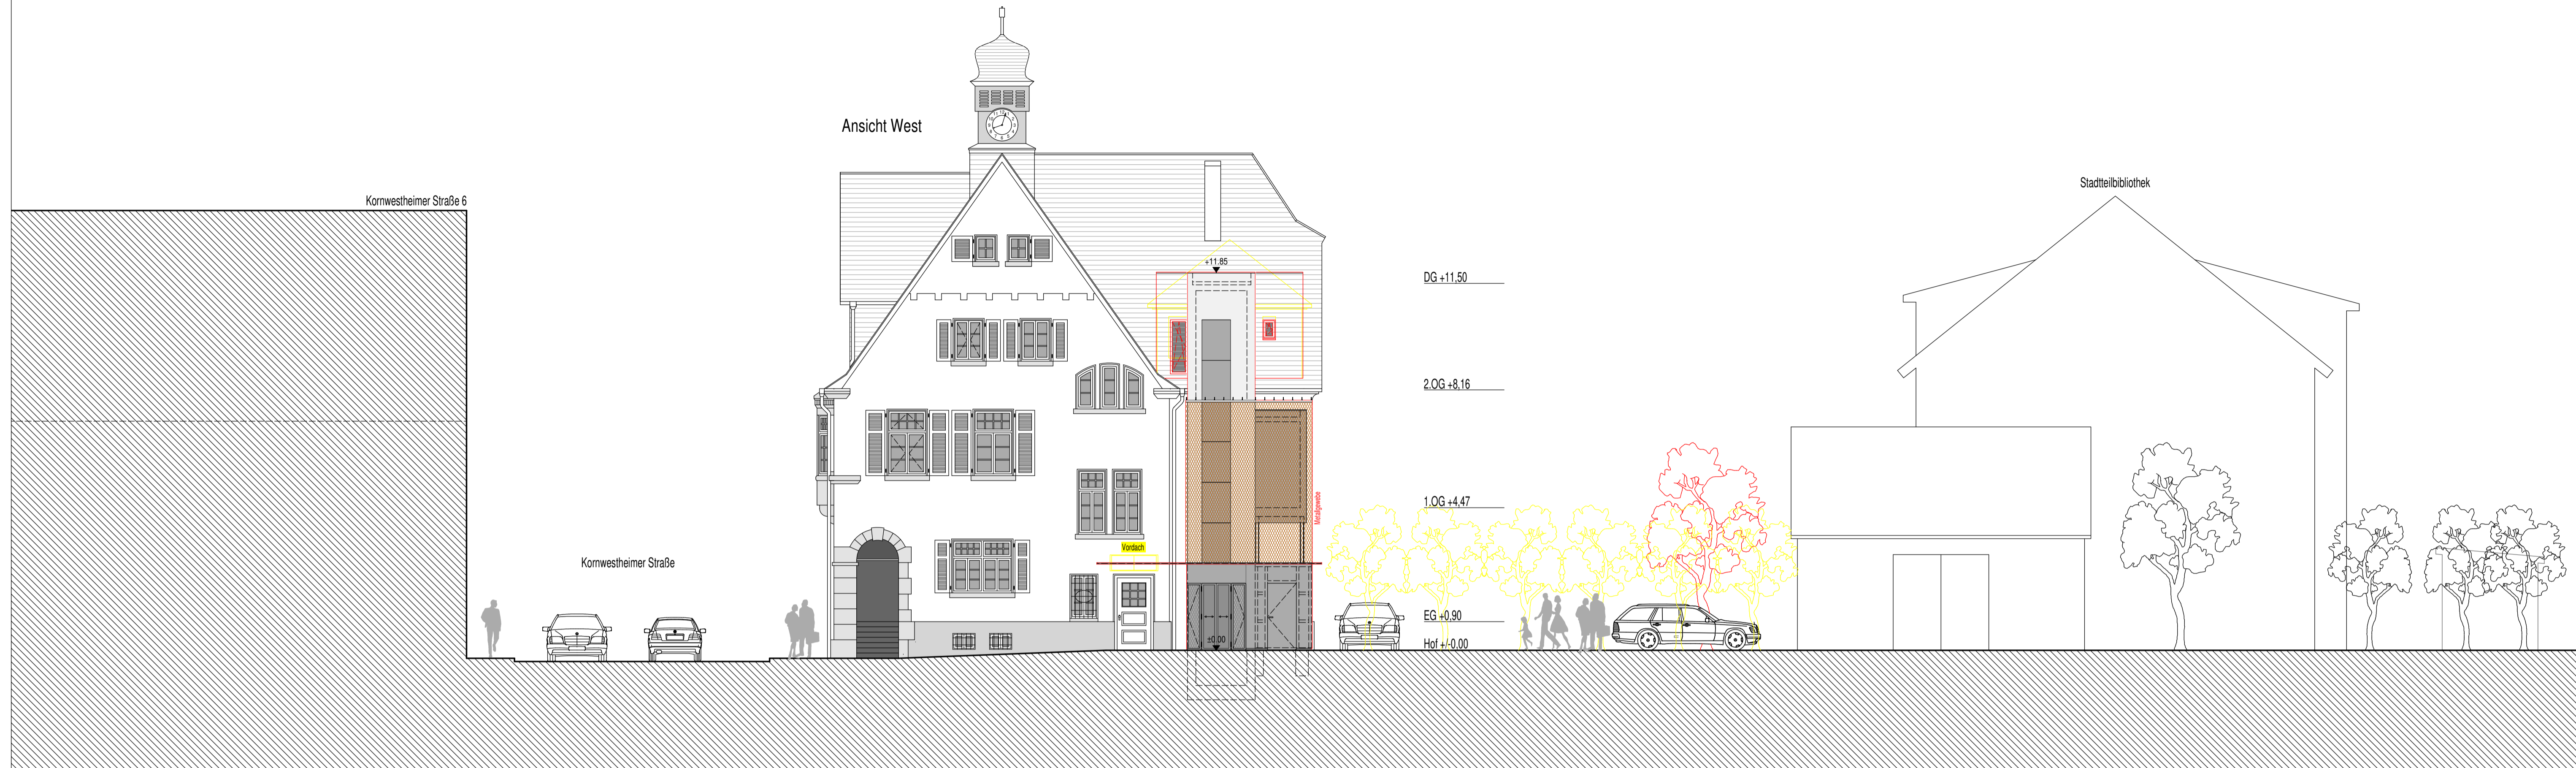 Ansicht West
Kornwestheimer Straße 6
Stadtteilbibliothek
+11.85
DG +11,50
2.OG +8,16
1.OG +4,47
Metallgewebe
Vordach
Kornwestheimer Straße
EG +0,90
±0.00
Hof +/-0,00